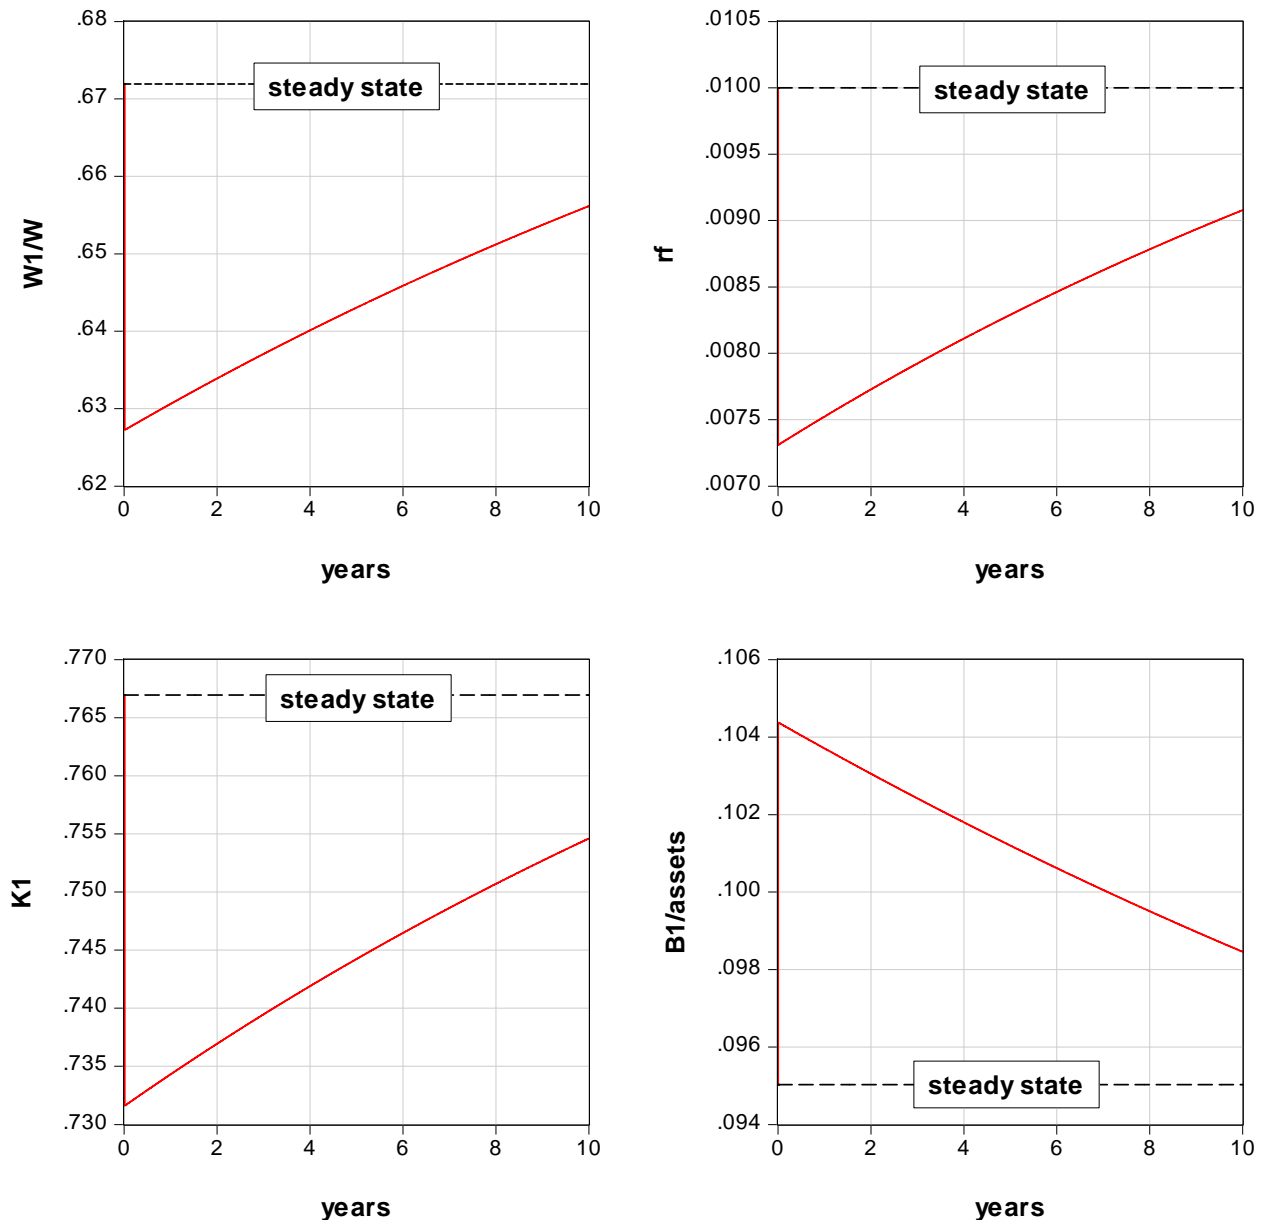 .68
.67
.66
.65
.64
.63
.62
W1/W
steady state
0 2 4 6 8 10
years
.0105
.0100
.0095
.0090
.0085
.0080
.0075
.0070
rf
steady state
0 2 4 6 8 10
years
.770
.765
.760
.755
.750
.745
.740
.735
.730
K1
steady state
0 2 4 6 8 10
years
.106
.104
.102
.100
.098
.096
.094
B1/assets
steady state
0 2 4 6 8 10
years